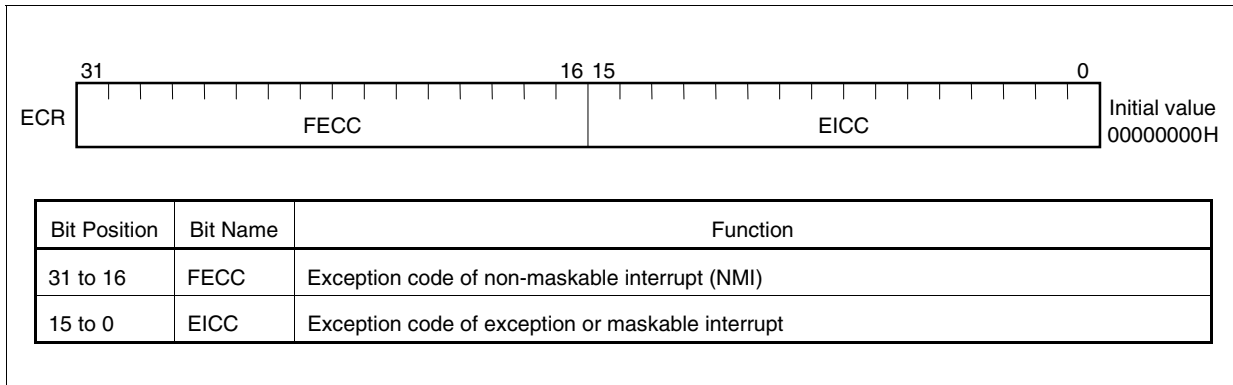 31 16 15 0
ECR FECC EICC Initial value
00000000H
Bit Position Bit Name Function
31 to 16 FECC Exception code of non-maskable interrupt (NMI)
15 to 0 EICC Exception code of exception or maskable interrupt